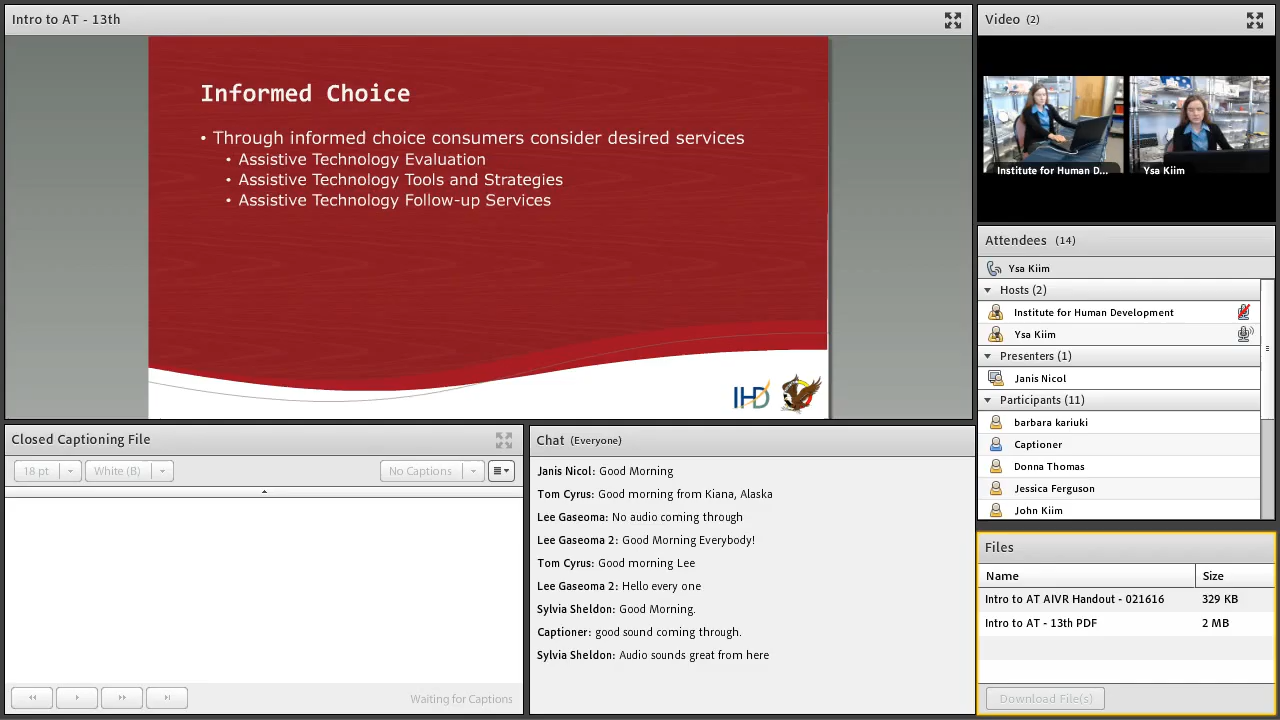 Intro to AT - 13th
Informed Choice
• Through informed choice consumers consider desired services
• Assistive Technology Evaluation
• Assistive Technology Tools and Strategies
• Assistive Technology Follow-up Services
IHD
Video (2)
Institute for Human D...
Ysa Kiim
Attendees (14)
Ysa Kiim
Hosts (2)
Institute for Human Development
Ysa Kiim
Presenters (1)
Janis Nicol
Participants (11)
barbara kariuki
Captioner
Donna Thomas
Jessica Ferguson
John Kiim
Closed Captioning File
18 pt
White (B)
No Captions
Waiting for Captions
Chat (Everyone)
Janis Nicol: Good Morning
Tom Cyrus: Good morning from Kiana, Alaska
Lee Gaseoma: No audio coming through
Lee Gaseoma 2: Good Morning Everybody!
Tom Cyrus: Good morning Lee
Lee Gaseoma 2: Hello every one
Sylvia Sheldon: Good Morning.
Captioner: good sound coming through.
Sylvia Sheldon: Audio sounds great from here
Files
Name Size
Intro to AT AIVR Handout - 021616 329 KB
Intro to AT - 13th PDF 2 MB
Download File(s)